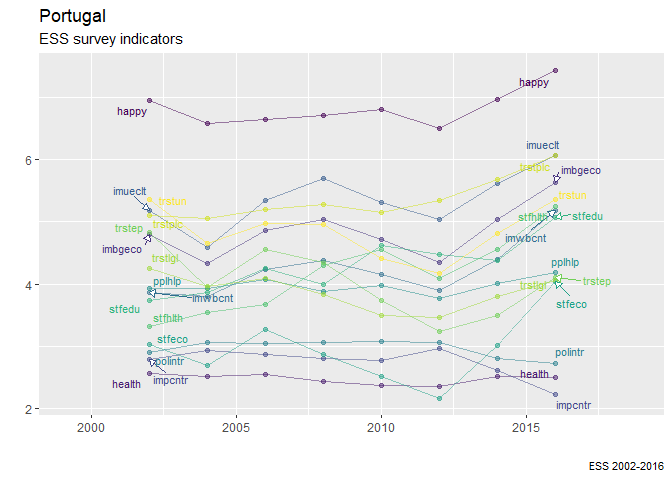 Portugal
ESS survey indicators
happy
happy
imueclt
trstplc
imbgeco
imueclt
trstun
trstun
trstplc
trstep
stfhlth
stfedu
imwbcnt
imbgeco
trstlgl
pplhlp
pplhlp
trstlgl
trstep
imwbcnt
stfedu
stfhlth
stfeco
stfeco
polintr
polintr
impcntr
health
health
impcntr
6
4
2
2000
2005
2010
2015
ESS 2002-2016